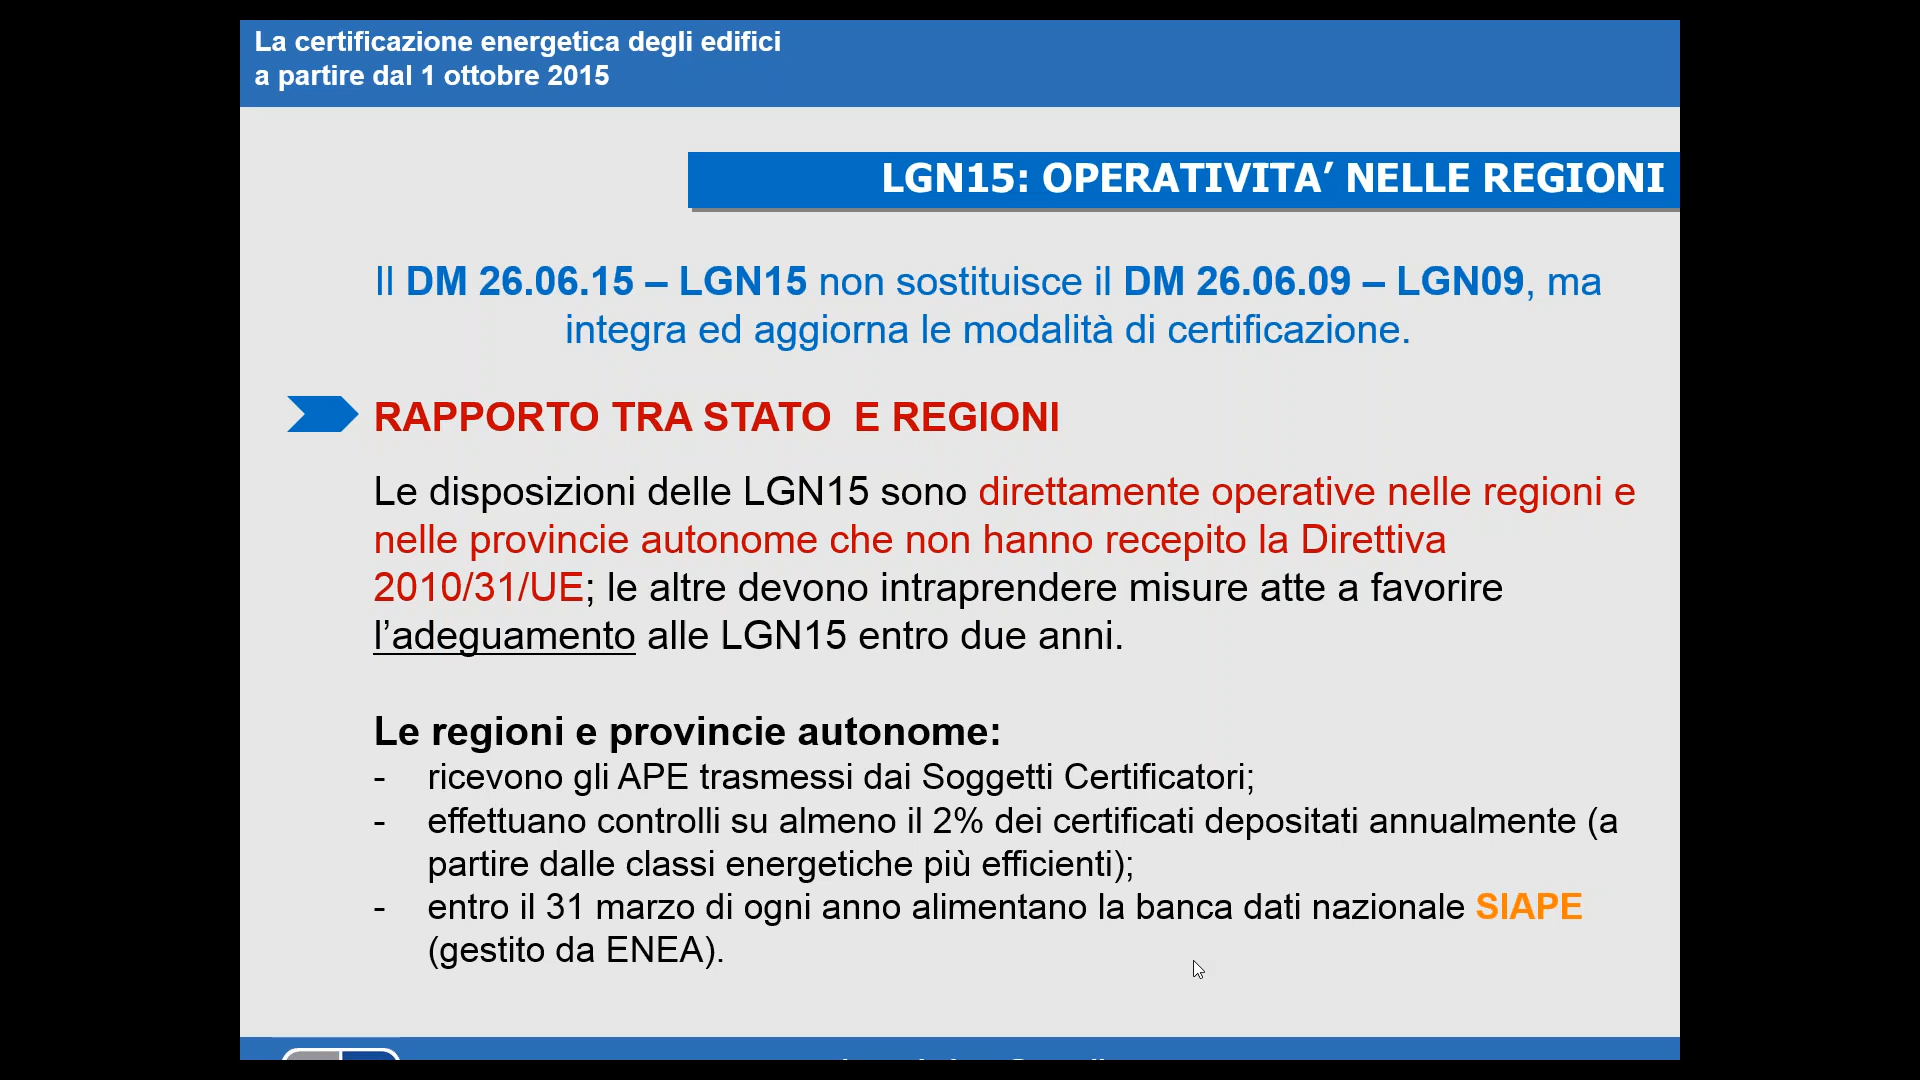 La certificazione energetica degli edifici
a partire dal 1 ottobre 2015
LGN15: OPERATIVITA’ NELLE REGIONI
Il DM 26.06.15 – LGN15 non sostituisce il DM 26.06.09 – LGN09, ma
integra ed aggiorna le modalità di certificazione.
RAPPORTO TRA STATO E REGIONI
Le disposizioni delle LGN15 sono direttamente operative nelle regioni e
nelle provincie autonome che non hanno recepito la Direttiva
2010/31/UE; le altre devono intraprendere misure atte a favorire
l’adeguamento alle LGN15 entro due anni.
Le regioni e provincie autonome:
- ricevono gli APE trasmessi dai Soggetti Certificatori;
- effettuano controlli su almeno il 2% dei certificati depositati annualmente (a
partire dalle classi energetiche più efficienti);
- entro il 31 marzo di ogni anno alimentano la banca dati nazionale SIAPE
(gestito da ENEA).